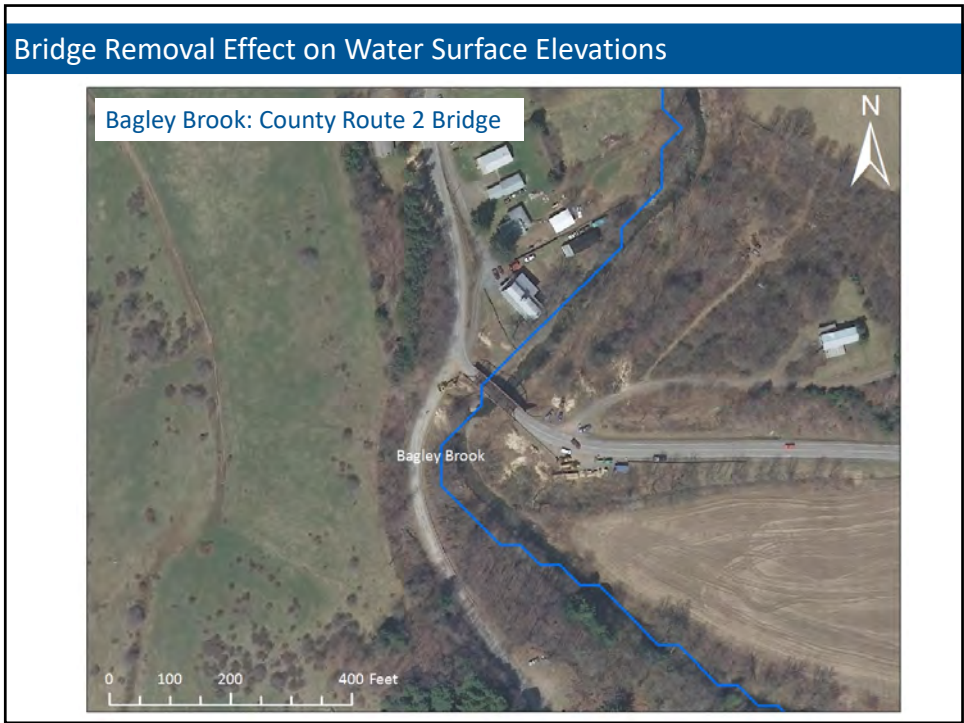 Bridge Removal Effect on Water Surface Elevations
Bagley Brook: County Route 2 Bridge
N
Bagley Brook
0 100 200 400 Feet